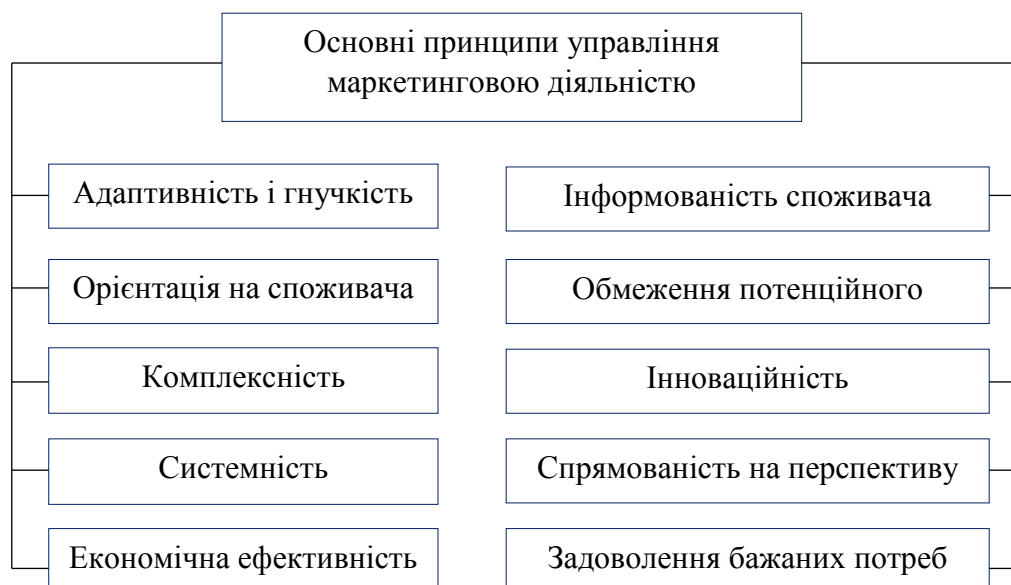 Основні принципи управління
маркетинговою діяльністю
Адаптивність і гнучкість
Інформованість споживача
Орієнтація на споживача
Обмеження потенційного
Комплексність
Інноваційність
Системність
Спрямованість на перспективу
Економічна ефективність
Задоволення бажаних потреб